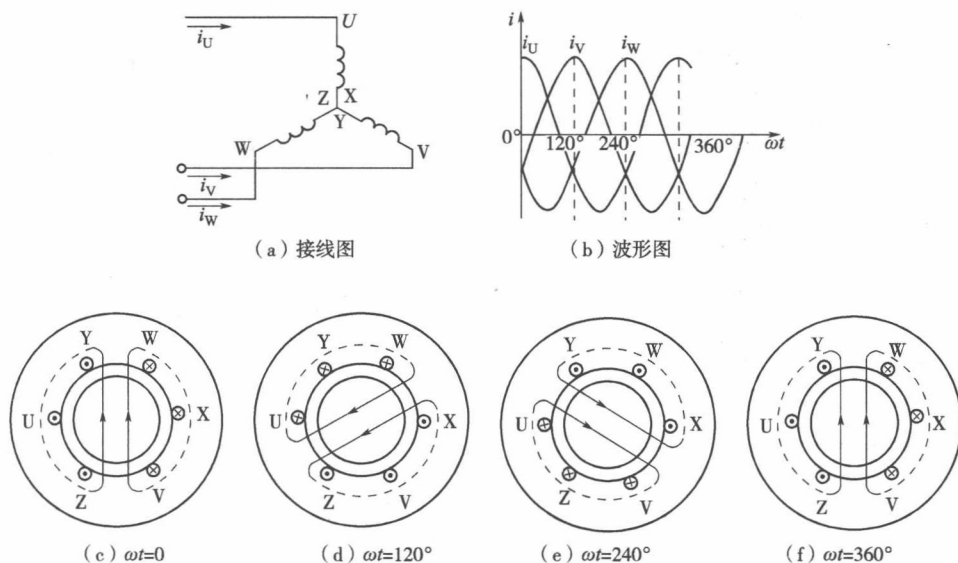 U
i_U
Z X
Y
W
V
i_V
i_W
(a)接线图
i
i_U i_V i_W
0° 120° 240° 360° ωt
(b)波形图
Y W
U X
Z V
(c) ωt=0
Y W
U X
Z V
(d) ωt=120°
Y W
U X
Z V
(e) ωt=240°
Y W
U X
Z V
(f) ωt=360°